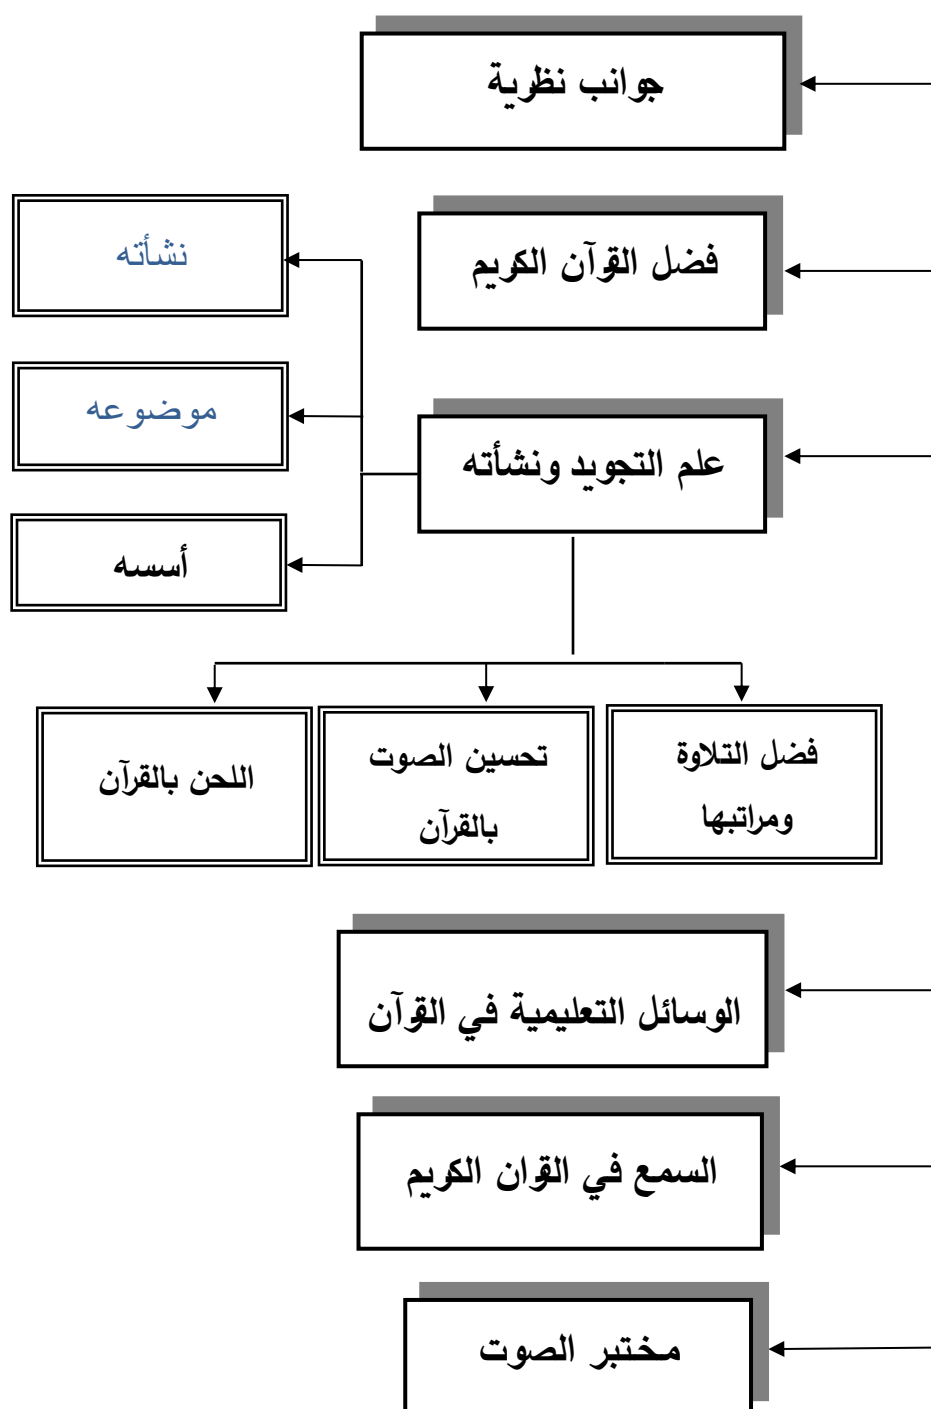 جوانب نظرية
فضل القرآن الكريم
نشأته
موضوعه
علم التجويد ونشأته
أسسه
فضل التلاوة
ومراتبها
تحسين الصوت
بالقرآن
اللحن بالقرآن
الوسائل التعليمية في القرآن
السمع في القران الكريم
مختبر الصوت